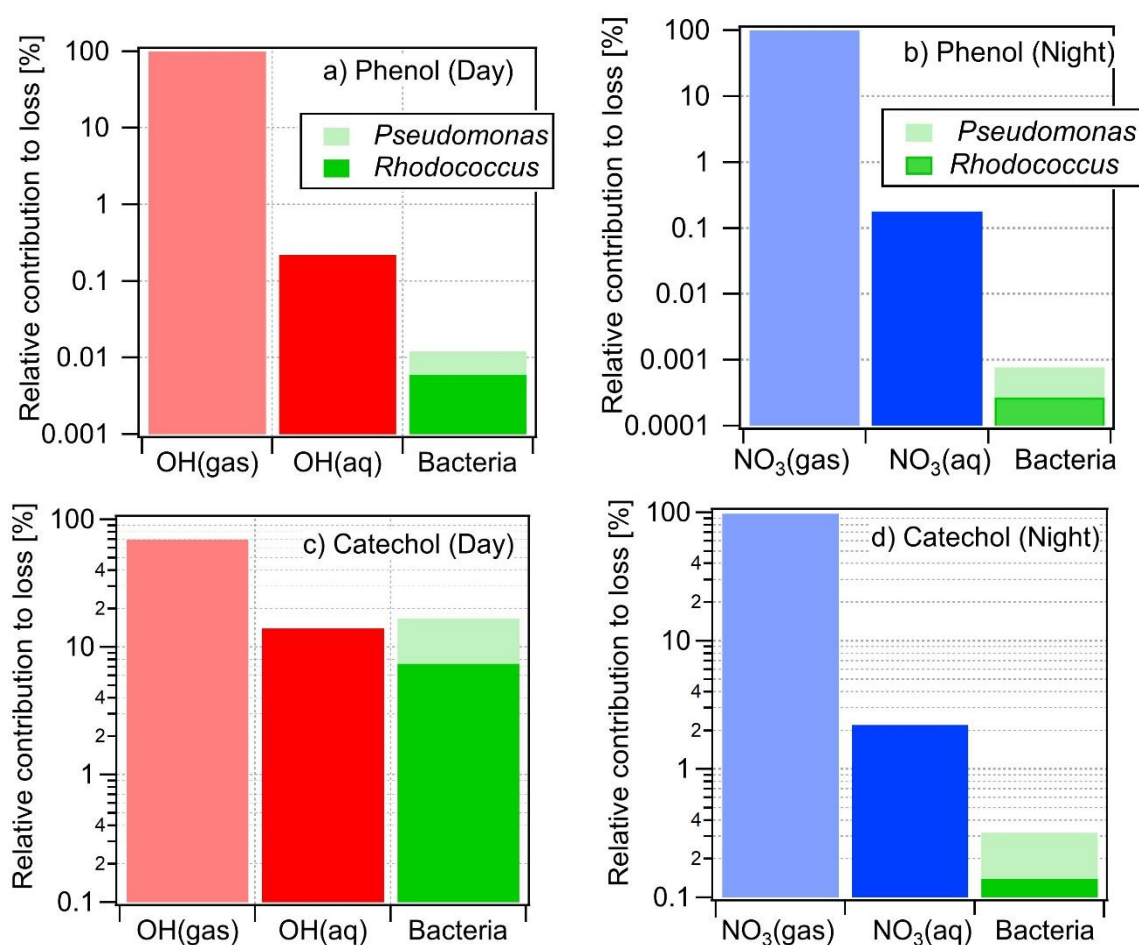 Relative contribution to loss [%]
100
10
1
0.1
0.01
0.001
a) Phenol (Day)
Pseudomonas
Rhodococcus
OH(gas) OH(aq) Bacteria
Relative contribution to loss [%]
100
10
1
0.1
0.01
0.001
0.0001
b) Phenol (Night)
Pseudomonas
Rhodococcus
NO₃(gas) NO₃(aq) Bacteria
Relative contribution to loss [%]
100
4
2
10
4
2
1
4
2
0.1
c) Catechol (Day)
OH(gas) OH(aq) Bacteria
Relative contribution to loss [%]
100
4
2
10
4
2
1
4
2
0.1
d) Catechol (Night)
NO₃(gas) NO₃(aq) Bacteria